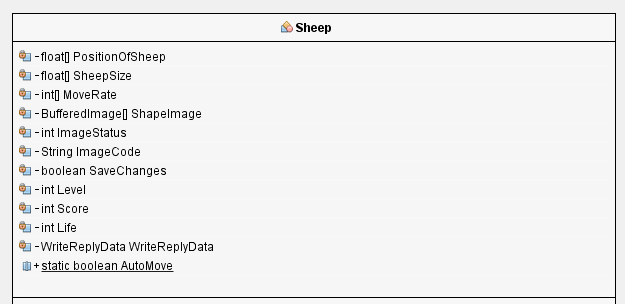 Sheep
-float[] PositionOfSheep
-float[] SheepSize
-int[] MoveRate
-BufferedImage[] ShapeImage
-int ImageStatus
-String ImageCode
-boolean SaveChanges
-int Level
-int Score
-int Life
-WriteReplyData WriteReplyData
+static boolean AutoMove